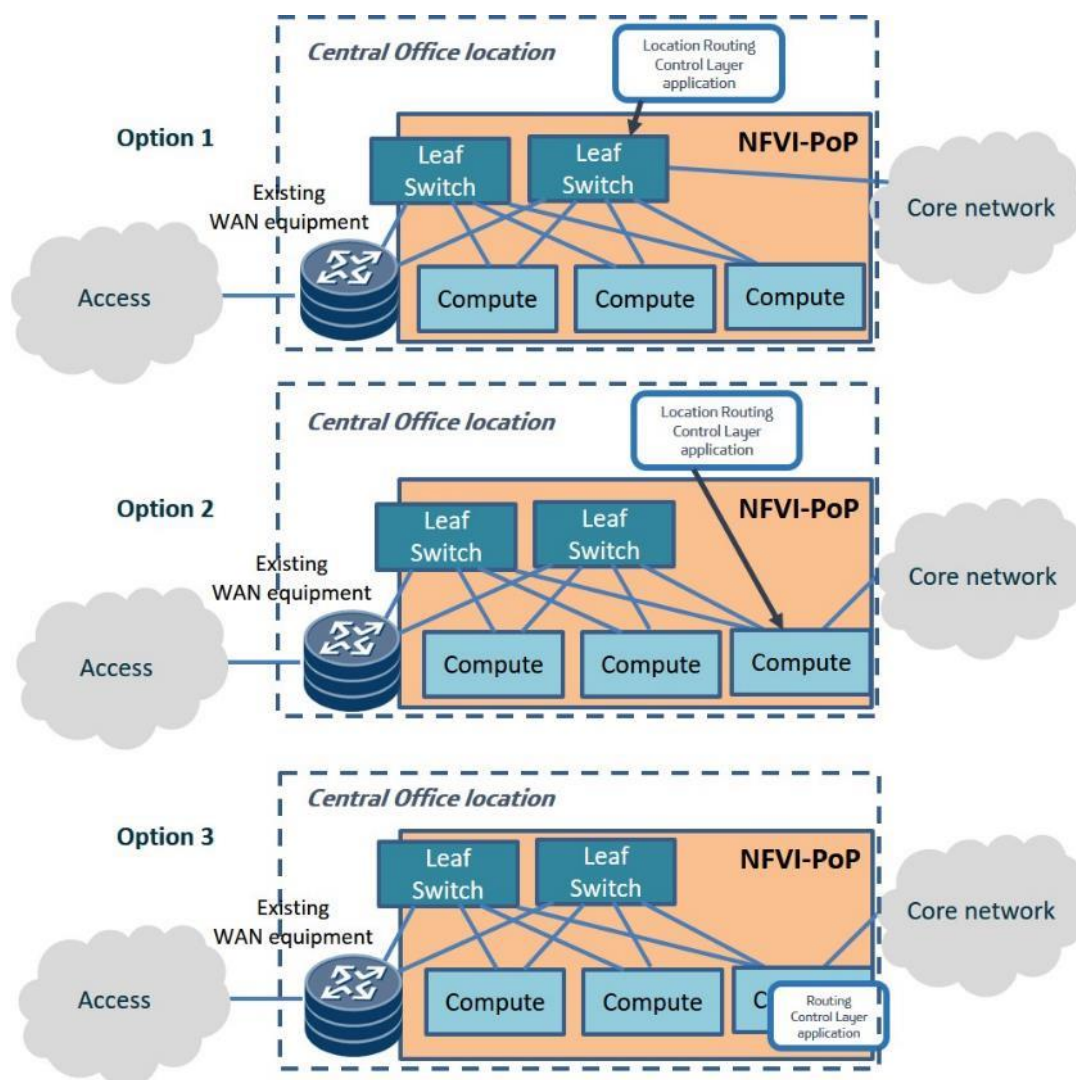 Central Office location
Location Routing
Control Layer
application
Option 1
NFVI-PoP
Leaf
Switch
Leaf
Switch
Existing
WAN equipment
Core network
Access
Compute
Compute
Compute
Central Office location
Location Routing
Control Layer
application
Option 2
NFVI-PoP
Leaf
Switch
Leaf
Switch
Existing
WAN equipment
Core network
Access
Compute
Compute
Compute
Central Office location
Option 3
NFVI-PoP
Leaf
Switch
Leaf
Switch
Existing
WAN equipment
Core network
Access
Compute
Compute
C
Routing
Control Layer
application